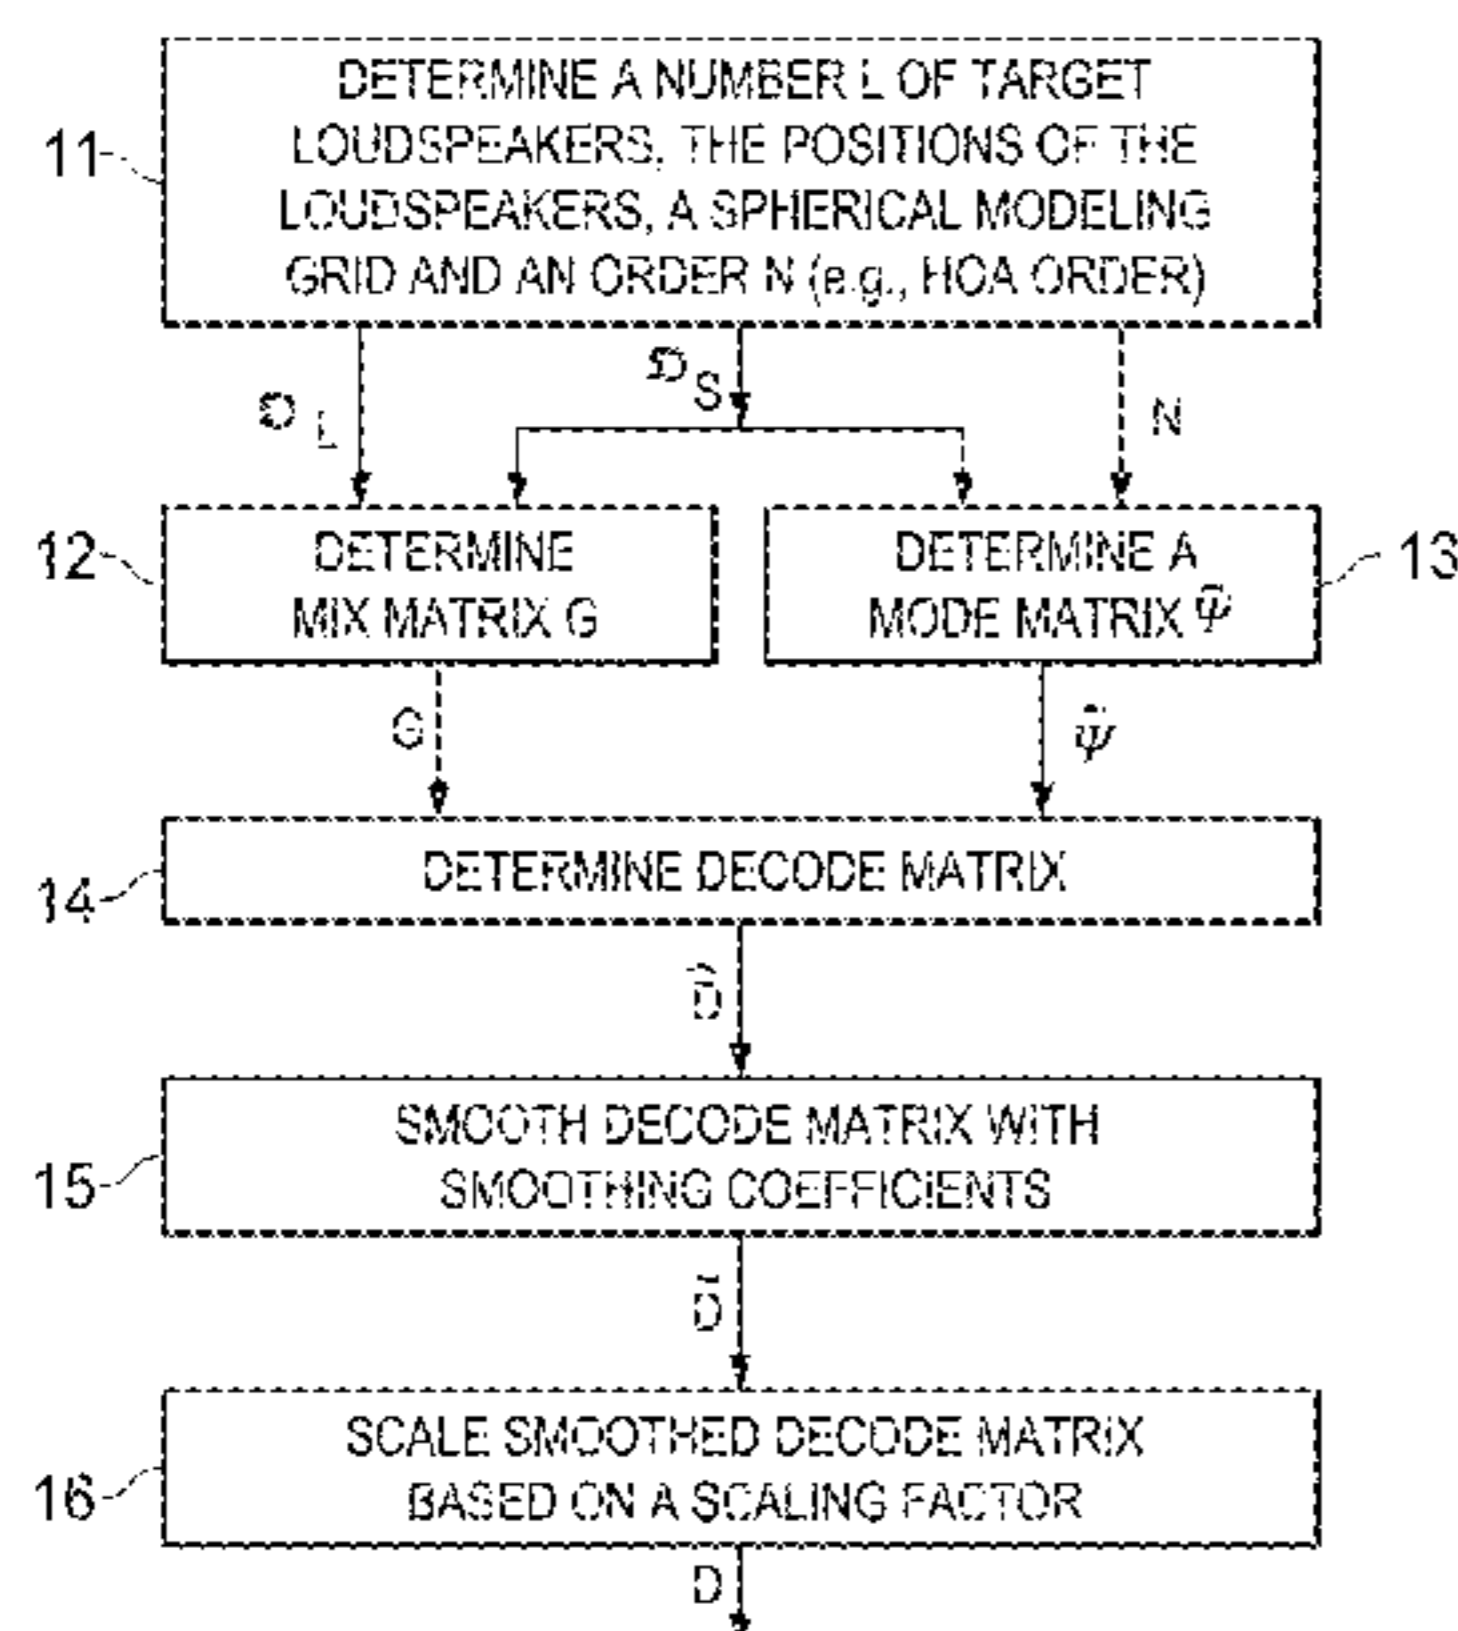 DETERMINE A NUMBER L OF TARGET
LOUDSPEAKERS, THE POSITIONS OF THE
LOUDSPEAKERS, A SPHERICAL MODELING
GRID AND AN ORDER N (e.g., HOA ORDER)
11
𝔇 L
𝔇 S
N
12
DETERMINE
MIX MATRIX G
DETERMINE A
MODE MATRIX Ψ̃
13
G
Ψ̃
14
DETERMINE DECODE MATRIX
D̂
15
SMOOTH DECODE MATRIX WITH
SMOOTHING COEFFICIENTS
D̃
16
SCALE SMOOTHED DECODE MATRIX
BASED ON A SCALING FACTOR
D